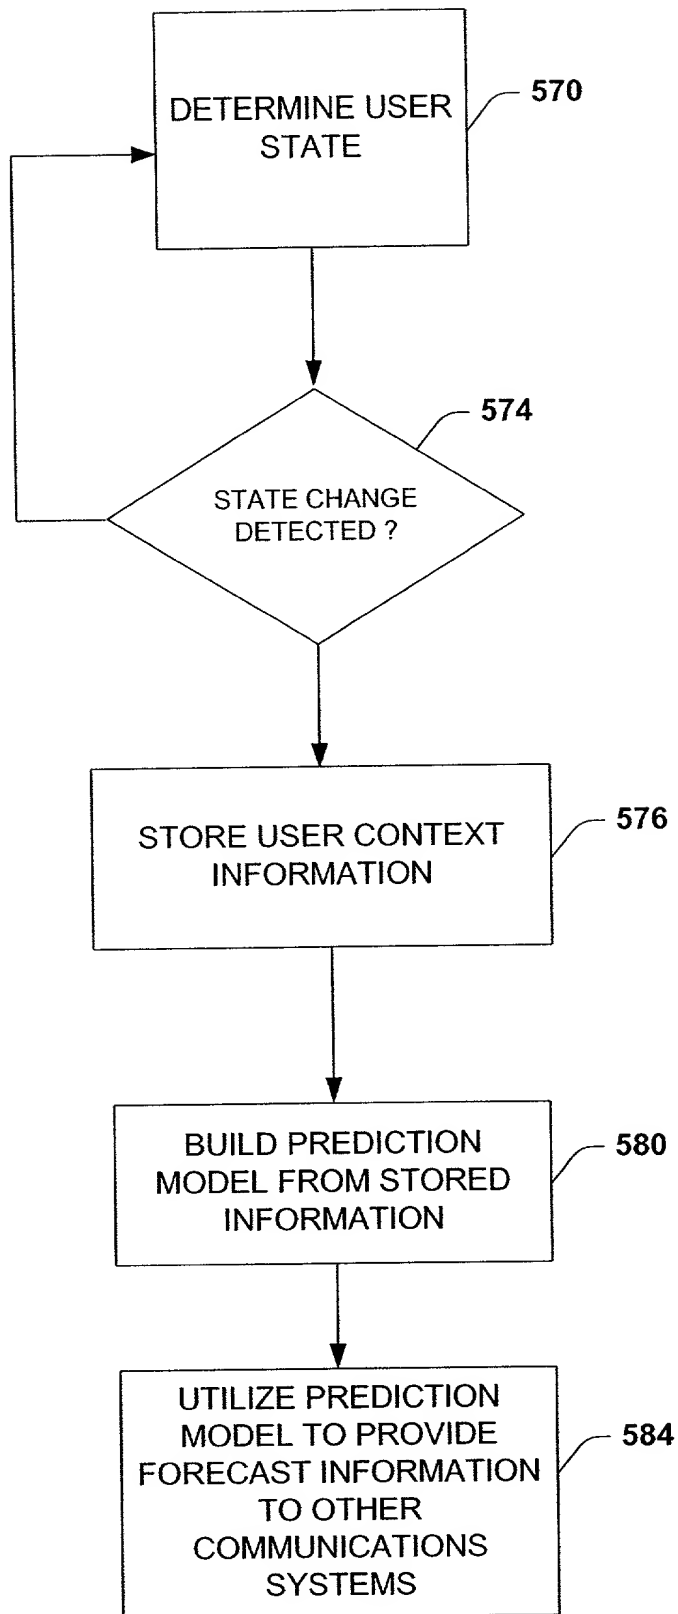 DETERMINE USER
STATE
570
574
STATE CHANGE
DETECTED ?
STORE USER CONTEXT
INFORMATION
576
BUILD PREDICTION
MODEL FROM STORED
INFORMATION
580
UTILIZE PREDICTION
MODEL TO PROVIDE
FORECAST INFORMATION
TO OTHER
COMMUNICATIONS
SYSTEMS
584